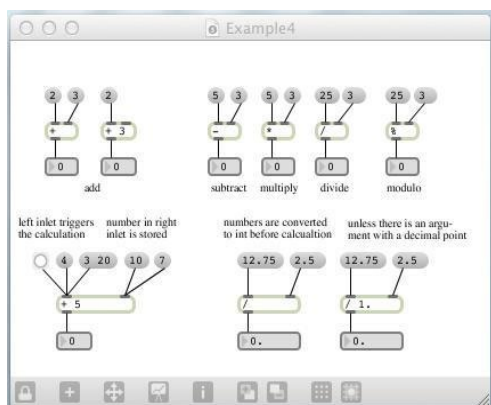 Example4
2 3 2 5 3 5 3 25 3 25 3
+ + 3 - * / %
0 0 0 0 0 0
add subtract multiply divide modulo
left inlet triggers number in right numbers are converted unless there is an argu-
the calculation inlet is stored to int before calcualtion ment with a decimal point
4 3 20 10 7 12.75 2.5 12.75 2.5
+ 5 / / 1.
0 0. 0.
i